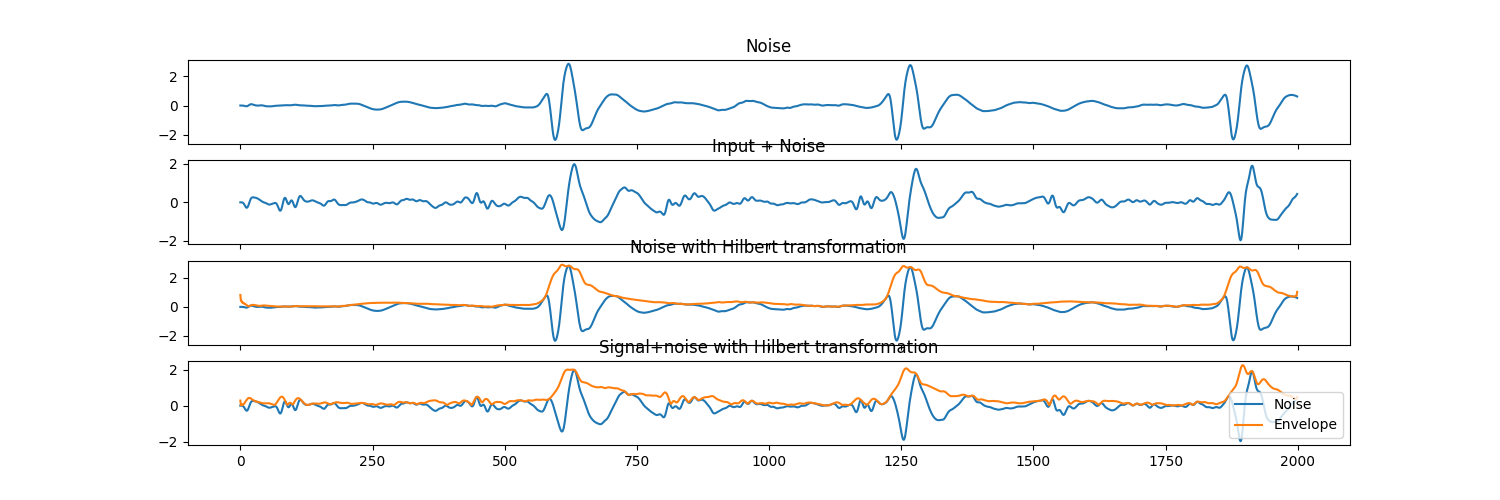 Noise
2
0
−2
Input + Noise
2
0
−2
Noise with Hilbert transformation
2
0
−2
Signal+noise with Hilbert transformation
2
0
−2
Noise
Envelope
0 250 500 750 1000 1250 1500 1750 2000